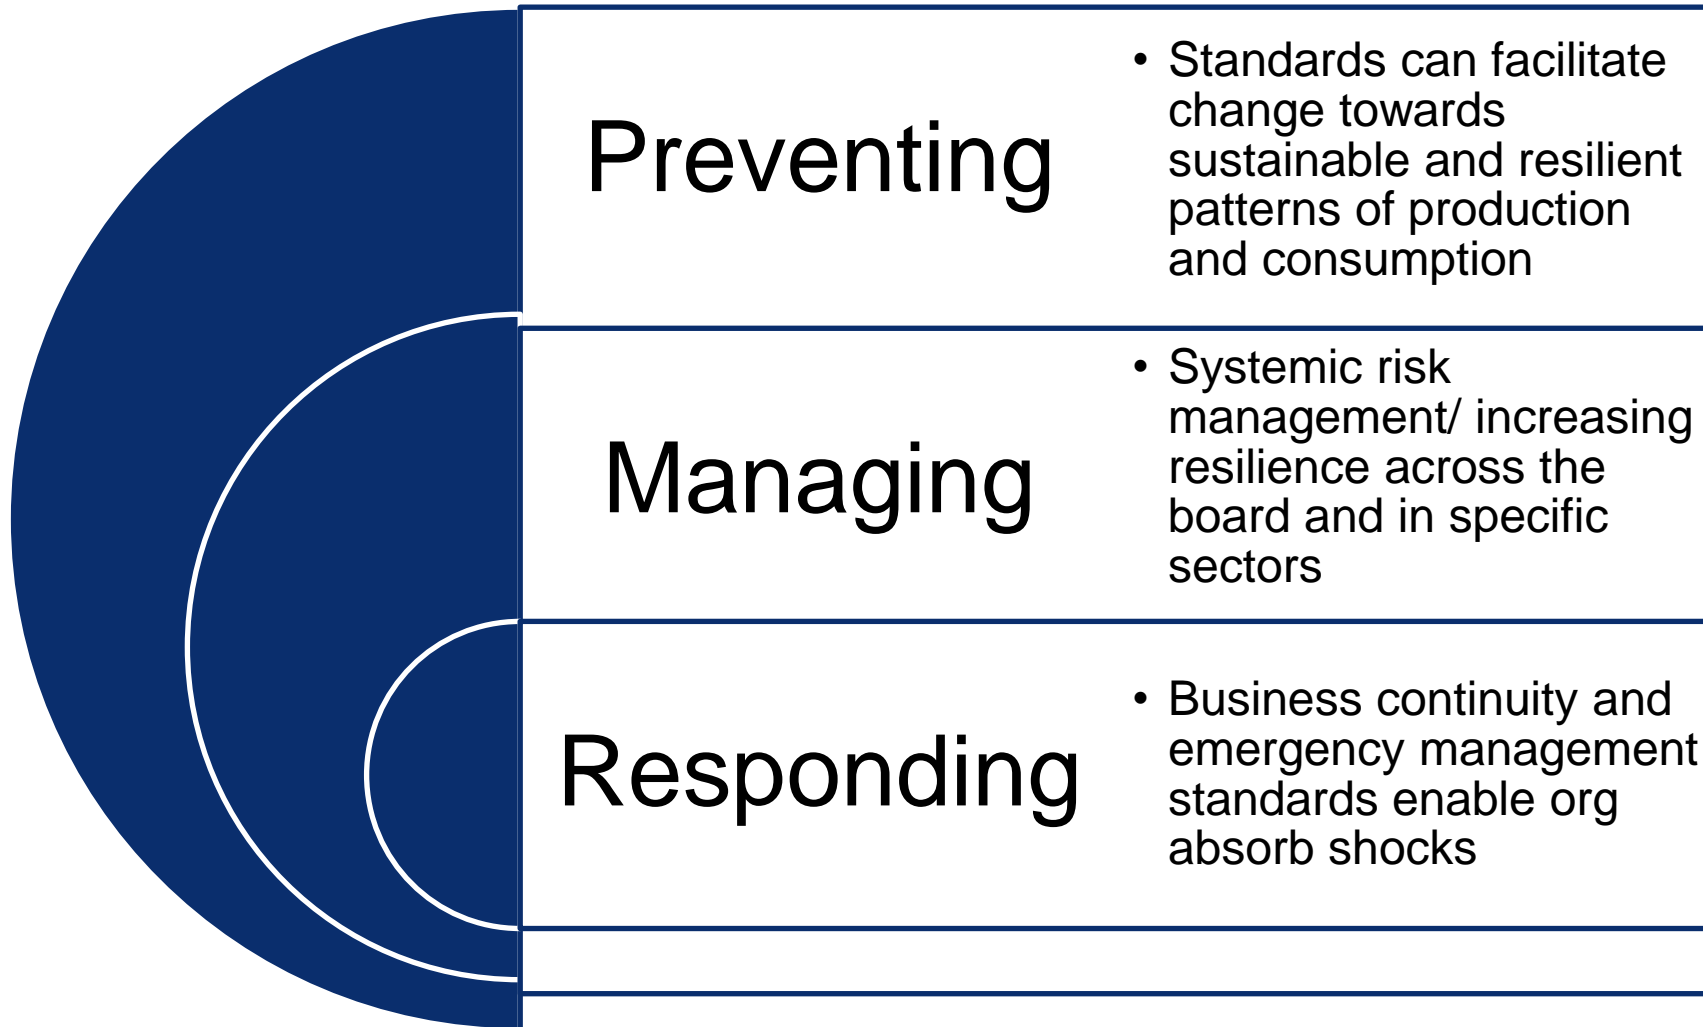 Preventing
• Standards can facilitate
change towards
sustainable and resilient
patterns of production
and consumption
Managing
• Systemic risk
management/ increasing
resilience across the
board and in specific
sectors
Responding
• Business continuity and
emergency management
standards enable org
absorb shocks